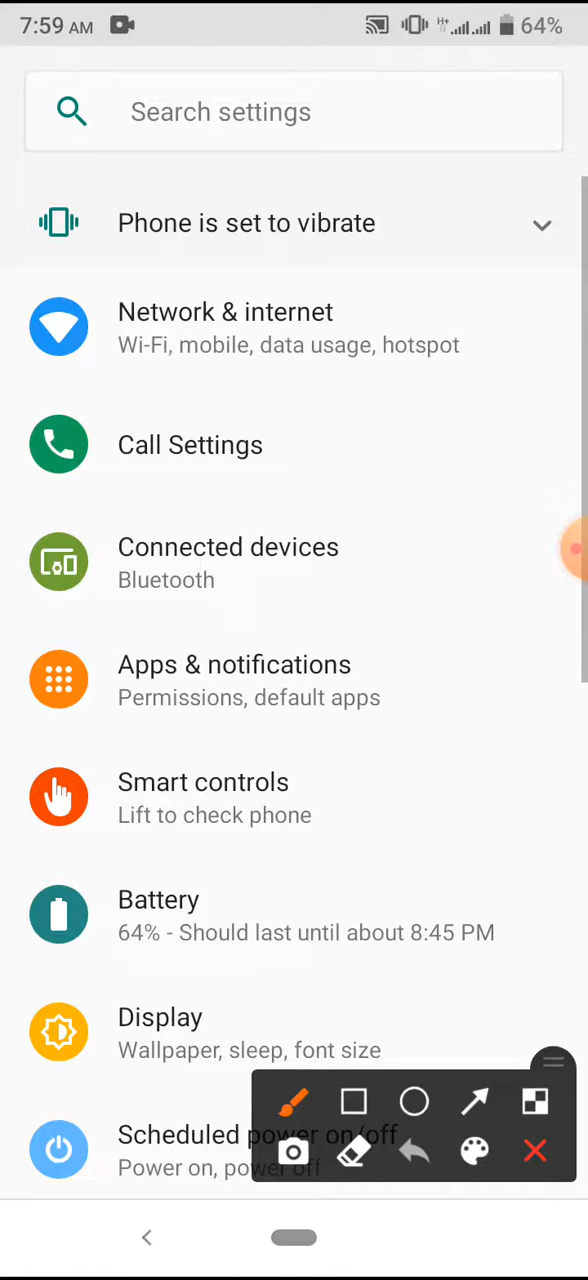 7:59 AM H+ 64%
Search settings
Phone is set to vibrate
Network & internet
Wi-Fi, mobile, data usage, hotspot
Call Settings
Connected devices
Bluetooth
Apps & notifications
Permissions, default apps
Smart controls
Lift to check phone
Battery
64% - Should last until about 8:45 PM
Display
Wallpaper, sleep, font size
Scheduled power on/off
Power on, power off